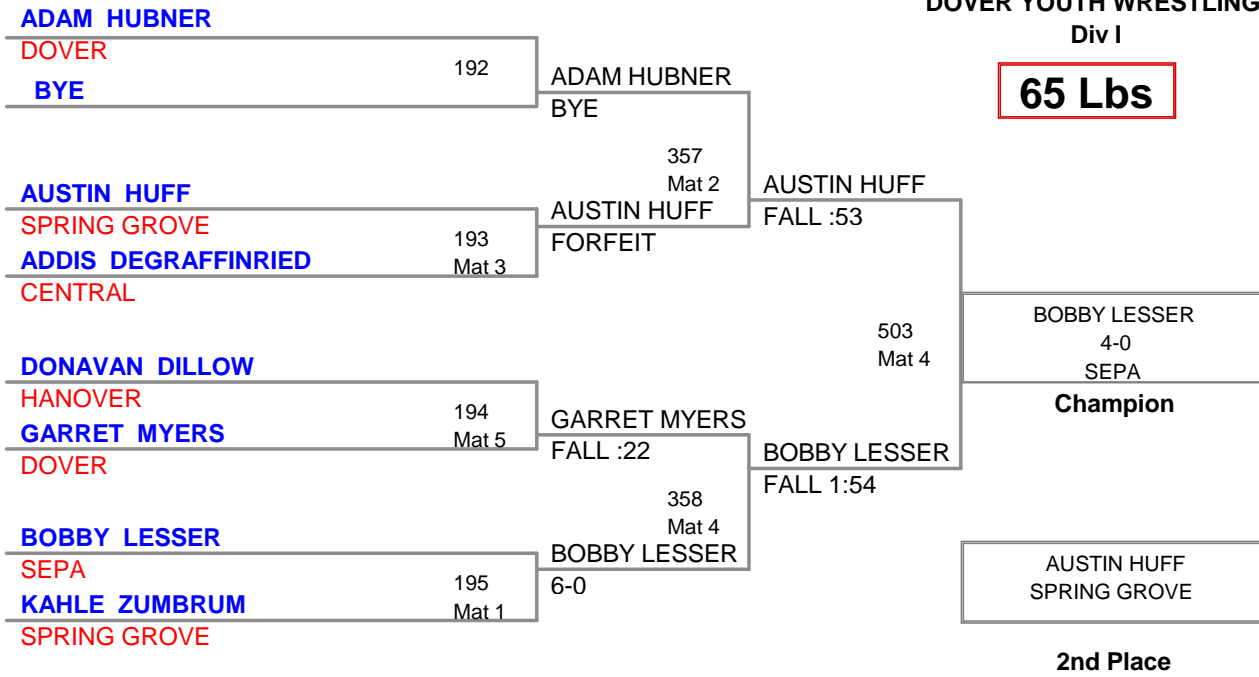 DOVER YOUTH WRESTLING
Div I
65 Lbs
ADAM HUBNER
DOVER
BYE
192
ADAM HUBNER
BYE
AUSTIN HUFF
SPRING GROVE
ADDIS DEGRAFFINRIED
CENTRAL
193
Mat 3
AUSTIN HUFF
FORFEIT
357
Mat 2
AUSTIN HUFF
FALL :53
DONAVAN DILLOW
HANOVER
GARRET MYERS
DOVER
194
Mat 5
GARRET MYERS
FALL :22
BOBBY LESSER
SEPA
KAHLE ZUMBRUM
SPRING GROVE
195
Mat 1
BOBBY LESSER
6-0
358
Mat 4
BOBBY LESSER
FALL 1:54
503
Mat 4
BOBBY LESSER
4-0
SEPA
Champion
AUSTIN HUFF
SPRING GROVE
2nd Place